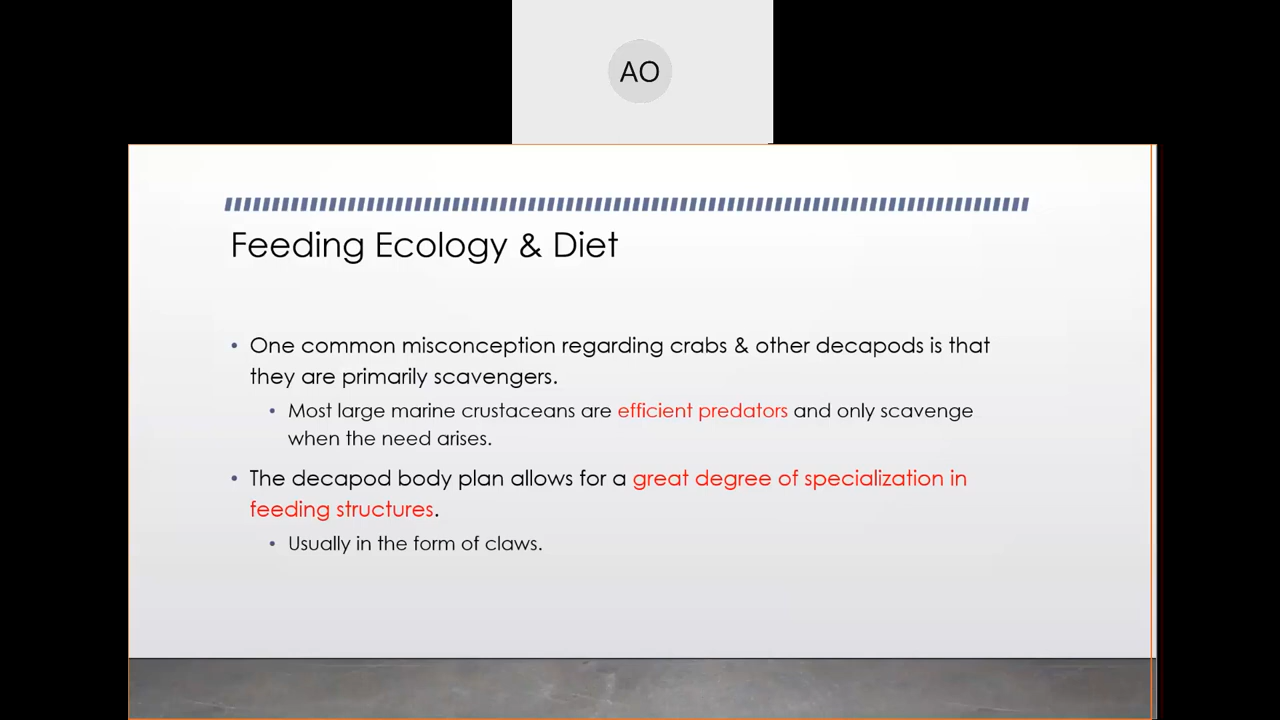 AO
Feeding Ecology & Diet
• One common misconception regarding crabs & other decapods is that
they are primarily scavengers.
• Most large marine crustaceans are efficient predators and only scavenge
when the need arises.
• The decapod body plan allows for a great degree of specialization in
feeding structures.
• Usually in the form of claws.